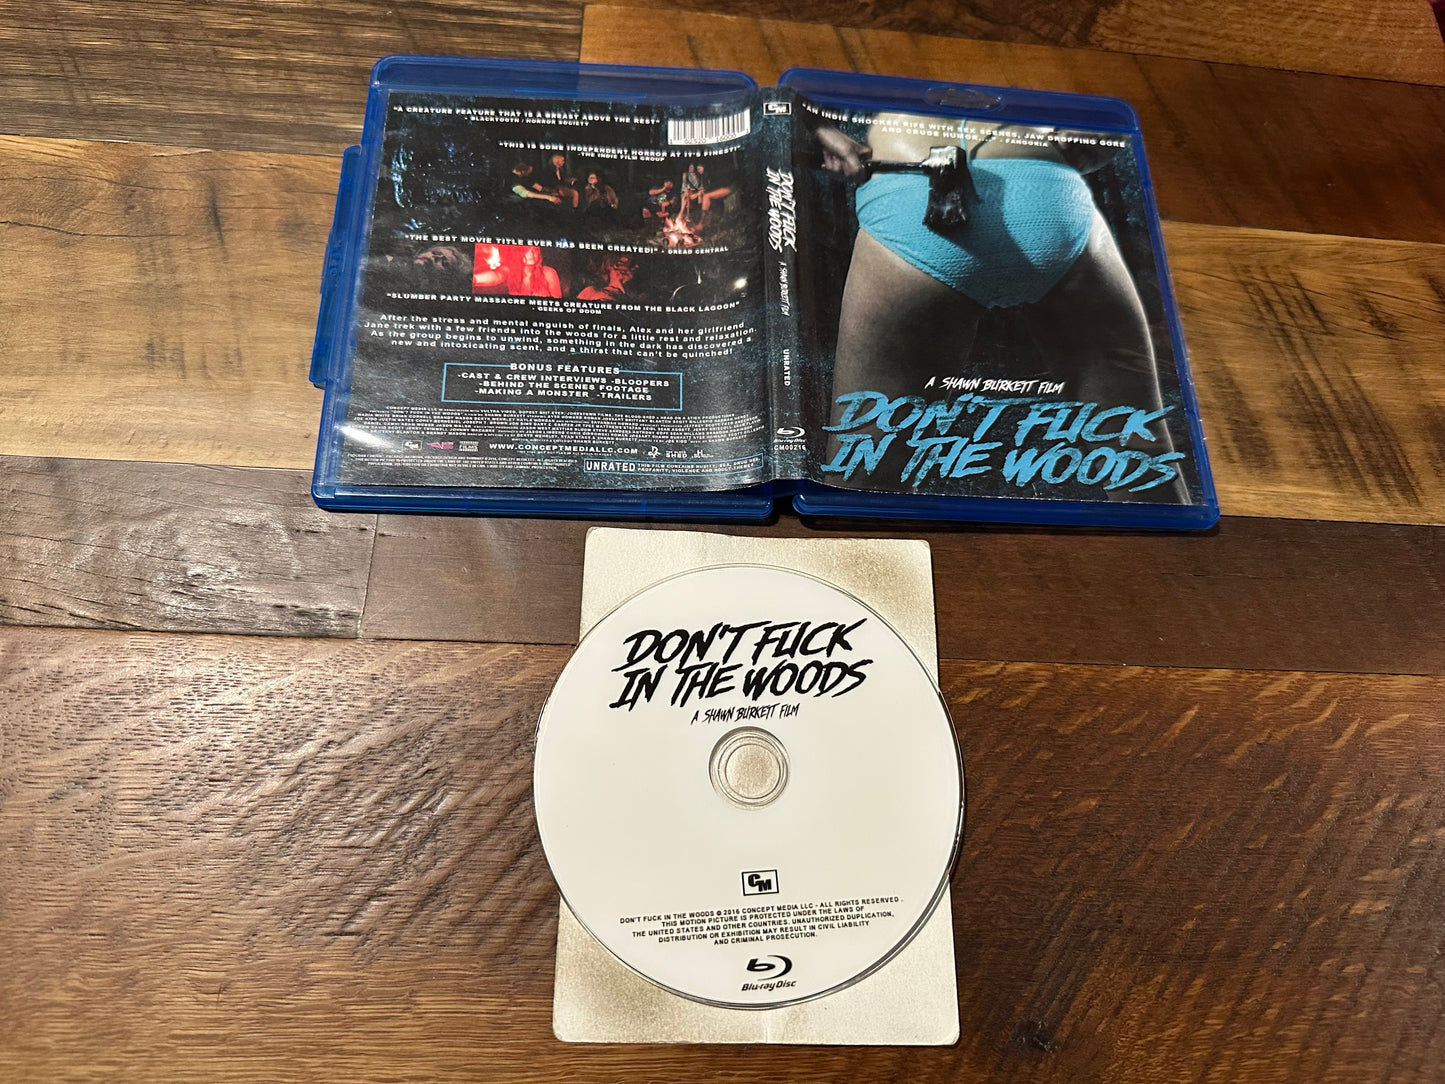 "A CREATURE FEATURE THAT IS A BREAST ABOVE THE REST"
- BLACKTOOTH / HORROR SOCIETY
"THIS IS SOME INDEPENDENT HORROR AT IT'S FINEST!"
-THE INDIE FILM GROUP
"THE BEST MOVIE TITLE EVER HAS BEEN CREATED!" - DREAD CENTRAL
"SLUMBER PARTY MASSACRE MEETS CREATURE FROM THE BLACK LAGOON"
- GEEKS OF DOOM
After the stress and mental anguish of finals, Alex and her girlfriend
Jane trek with a few friends into the woods for a little rest and relaxation.
As the group begins to unwind, something in the dark has discovered a
new and intoxicating scent, and a thirst that can't be quinched!
BONUS FEATURES
-CAST & CREW INTERVIEWS -BLOOPERS
-BEHIND THE SCENES FOOTAGE
-MAKING A MONSTER -TRAILERS
WWW.CONCEPTMEDIALLC.COM
UNRATED
CM
DON'T FUCK
IN THE WOODS
A SHAWN BURKETT FILM
UNRATED
Blu-ray Disc
CM00216
"AN INDIE SHOCKER RIFE WITH SEX SCENES, JAW DROPPING GORE
AND CRUDE HUMOR..." - FANGORIA
A SHAWN BURKETT FILM
DON'T FUCK
IN THE WOODS
DON'T FUCK
IN THE WOODS
A SHAWN BURKETT FILM
CM
DON'T FUCK IN THE WOODS © 2016 CONCEPT MEDIA LLC - ALL RIGHTS RESERVED .
THIS MOTION PICTURE IS PROTECTED UNDER THE LAWS OF
THE UNITED STATES AND OTHER COUNTRIES. UNAUTHORIZED DUPLICATION,
DISTRIBUTION OR EXHIBITION MAY RESULT IN CIVIL LIABILITY
AND CRIMINAL PROSECUTION.
Blu-ray Disc